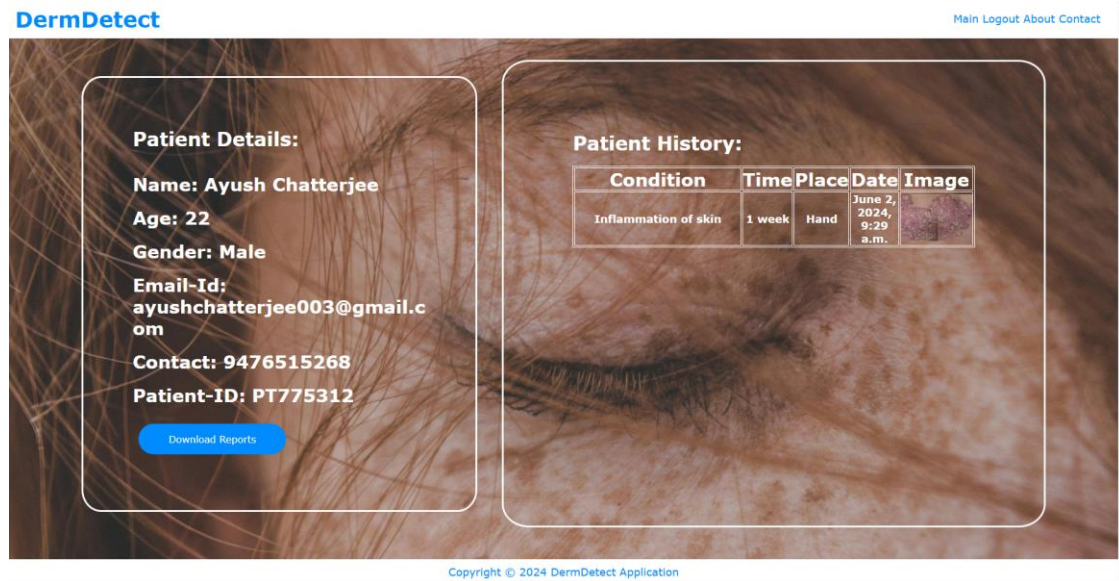 DermDetect
Main Logout About Contact
Patient Details:
Name: Ayush Chatterjee
Age: 22
Gender: Male
Email-Id:
ayushchatterjee003@gmail.c
om
Contact: 9476515268
Patient-ID: PT775312
Download Reports
Patient History:
Condition Time Place Date Image
Inflammation of skin 1 week Hand June 2,
2024,
9:29
a.m.
Copyright © 2024 DermDetect Application